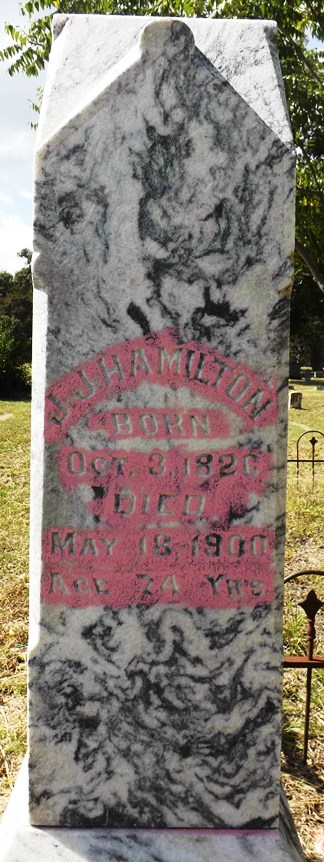 J. J. HAMILTON
BORN
OCT. 3, 1826
DIED
MAY 18, 1900
AGE 74 YRS